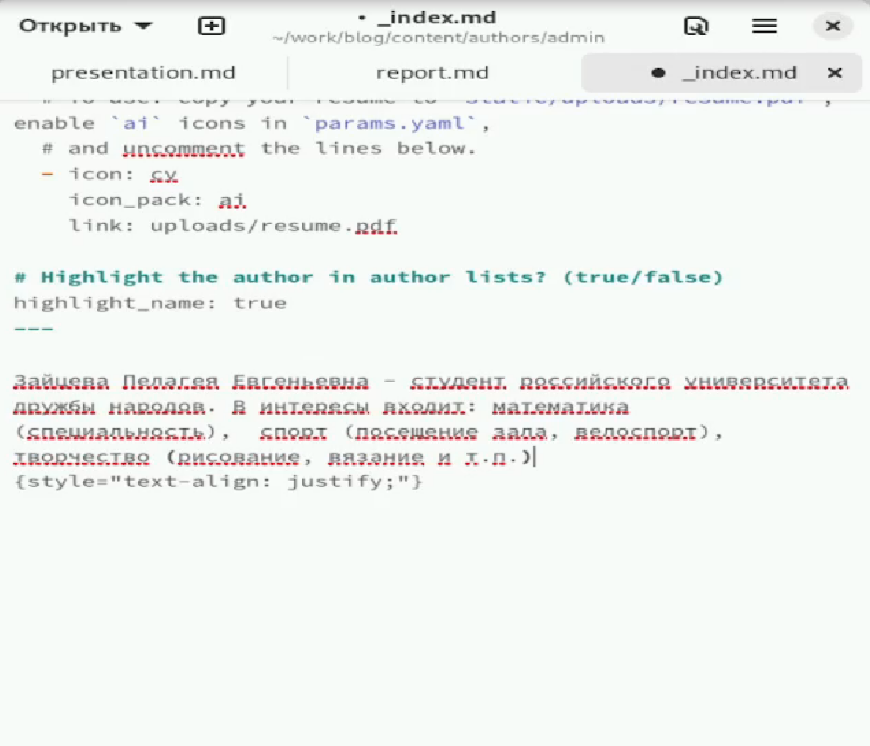 Открыть
• _index.md
~/work/blog/content/authors/admin
presentation.md
report.md
• _index.md
# To use: copy your resume to `static/uploads/resume.pdf`,
enable `ai` icons in `params.yaml`,
# and uncomment the lines below.
- icon: cv
icon_pack: ai
link: uploads/resume.pdf
# Highlight the author in author lists? (true/false)
highlight_name: true
---
Зайцева Пелагея Евгеньевна - студент российского университета
дружбы народов. В интересы входит: математика
(специальность),  спорт (посещение зала, велоспорт),
творчество (рисование, вязание и т.п.)
{style="text-align: justify;"}